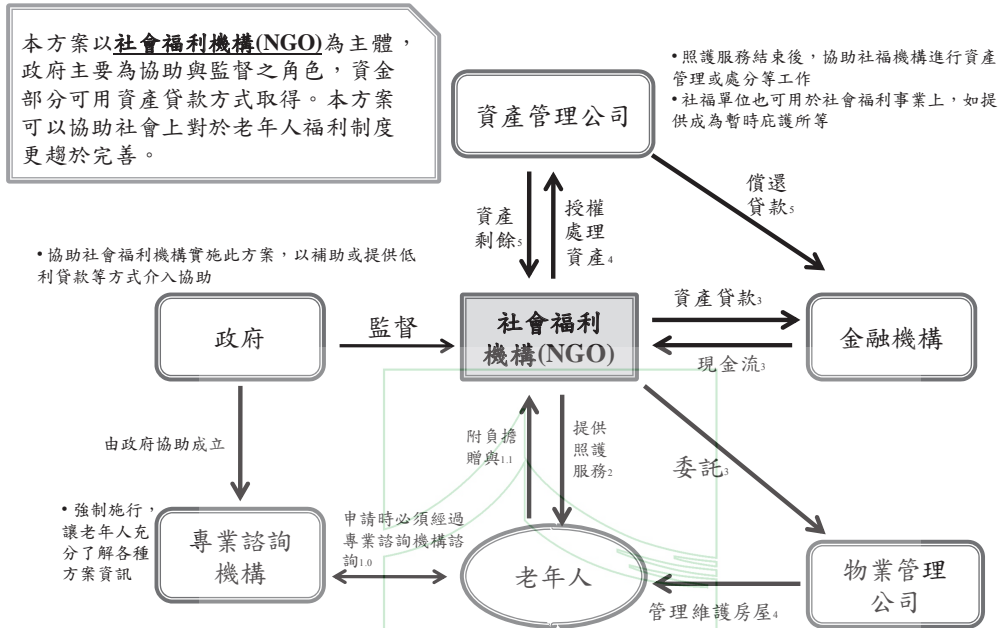 本方案以社會福利機構(NGO)為主體，
政府主要為協助與監督之角色，資金
部分可用資產貸款方式取得。本方案
可以協助社會上對於老年人福利制度
更趨於完善。
資產管理公司
•照護服務結束後，協助社福機構進行資產
管理或處分等工作
•社福單位也可用於社會福利事業上，如提
供成為暫時庇護所等
資產
剩餘5
授權
處理
資產4
償還
貸款5
•協助社會福利機構實施此方案，以補助或提供低
利貸款等方式介入協助
政府
監督
社會福利
機構(NGO)
資產貸款3
現金流3
金融機構
由政府協助成立
附負擔
贈與1.1
提供
照護
服務2
委託3
•強制施行，
讓老年人充
分了解各種
方案資訊
專業諮詢
機構
申請時必須經過
專業諮詢機構諮
詢1.0
老年人
管理維護房屋4
物業管理
公司